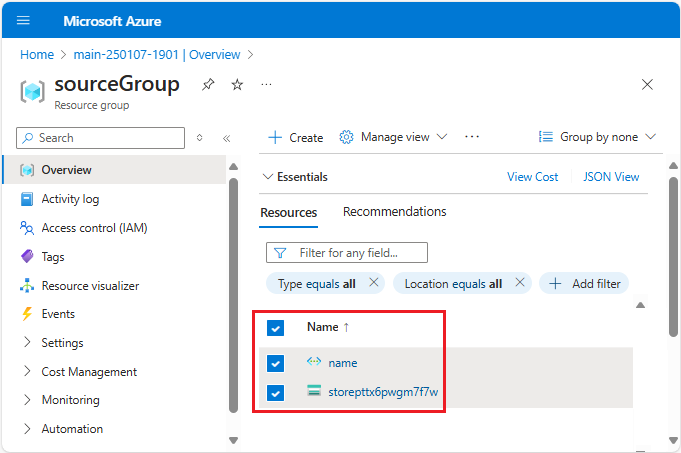 Microsoft Azure
Home > main-250107-1901 | Overview >
sourceGroup
Resource group
Search
Overview
Activity log
Access control (IAM)
Tags
Resource visualizer
Events
Settings
Cost Management
Monitoring
Automation
+ Create Manage view ... Group by none
Essentials View Cost JSON View
Resources Recommendations
Filter for any field...
Type equals all Location equals all Add filter
Name ↑
name
storepttx6pwgm7f7w